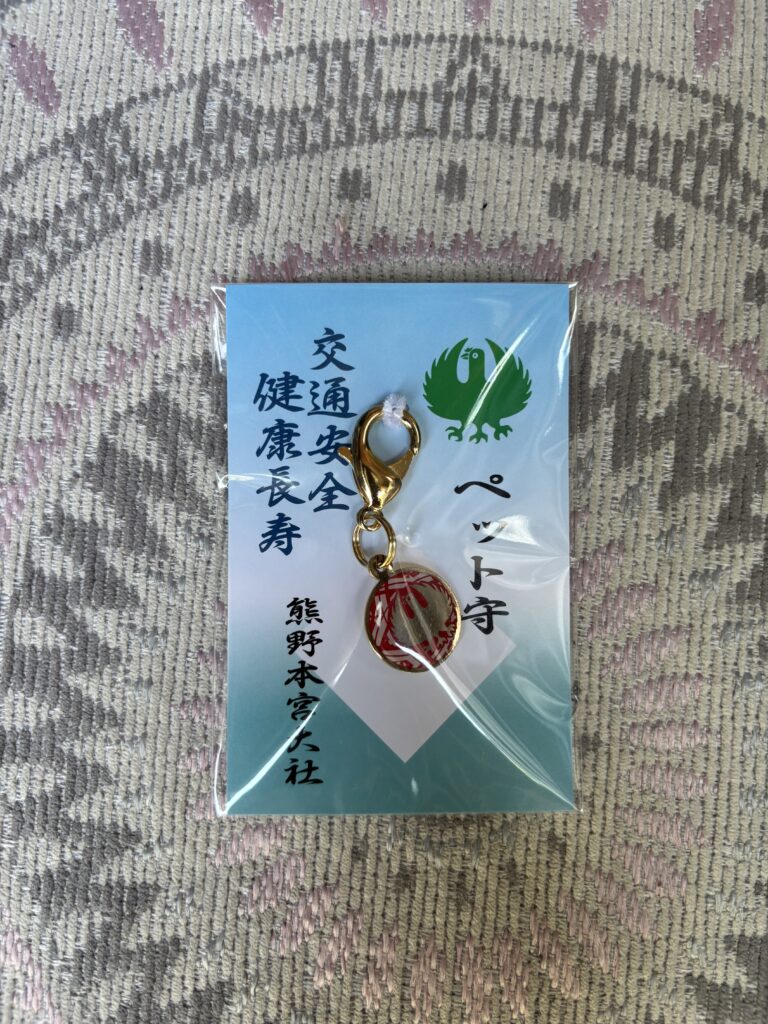 ペット守
交通安全
健康長寿
熊野本宮大社